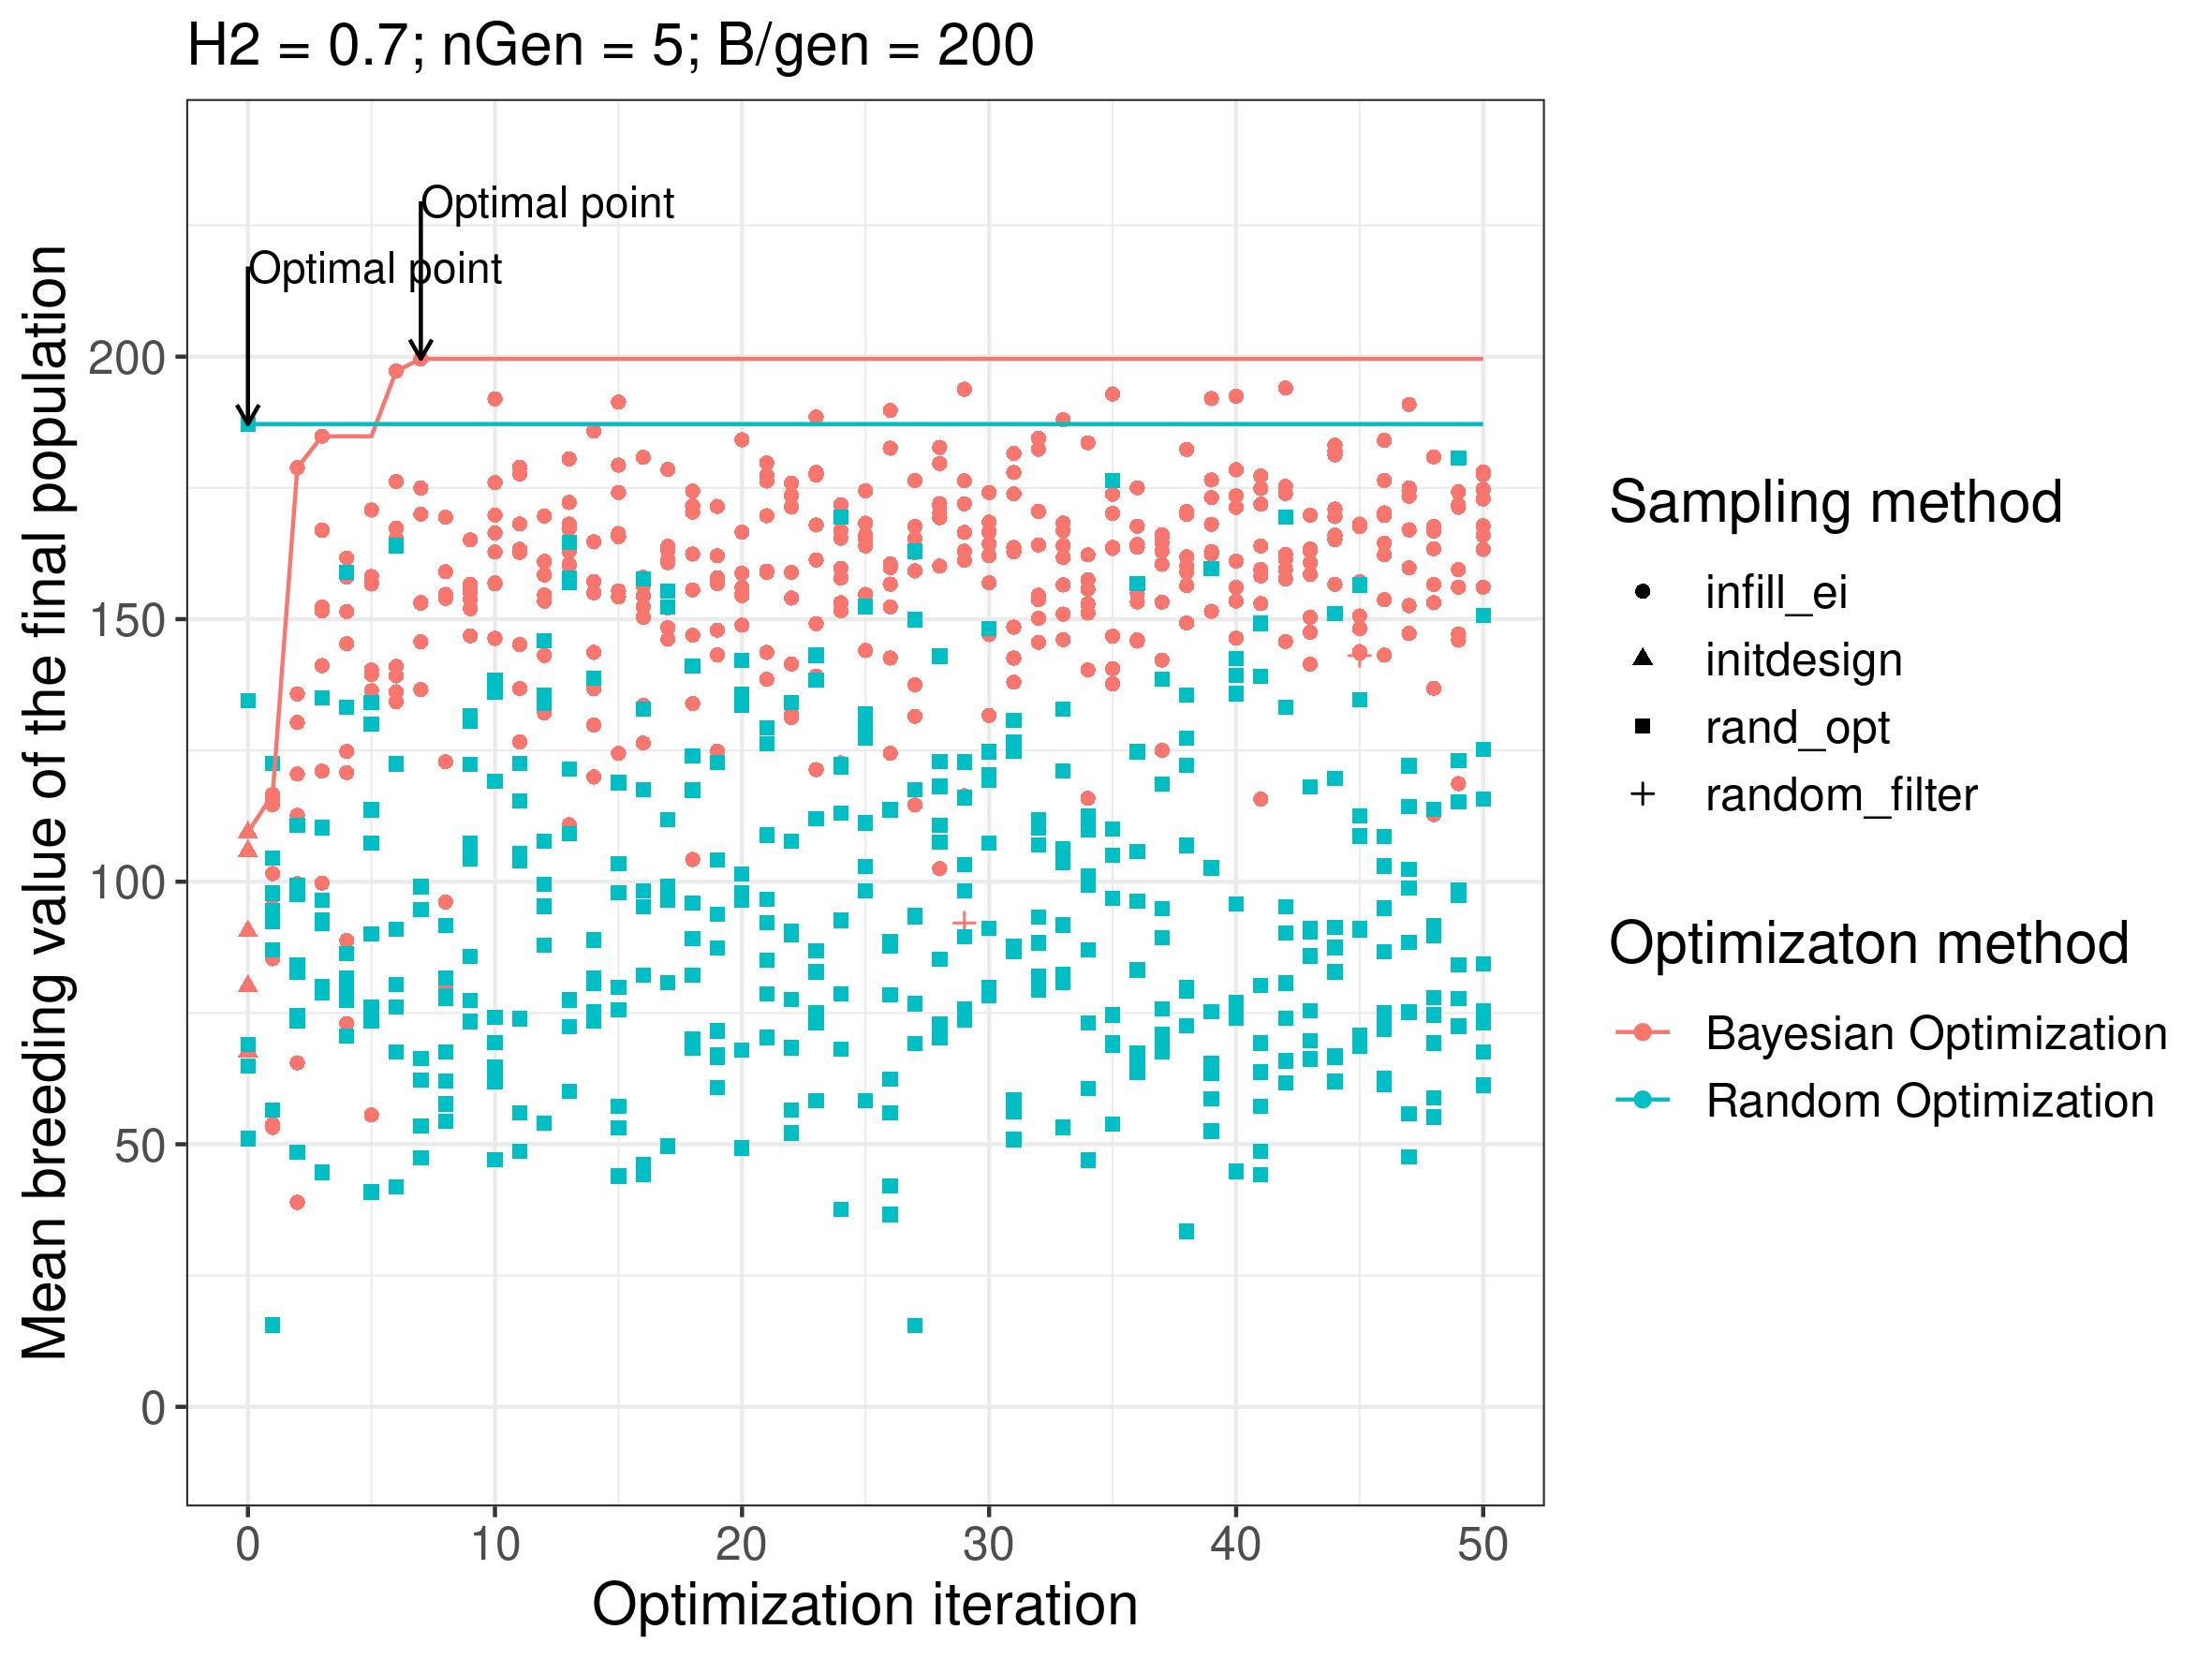 H2 = 0.7; nGen = 5; B/gen = 200
Optimal point
Optimal point
Mean breeding value of the final population
200
150
100
50
0
0 10 20 30 40 50
Optimization iteration
Sampling method
infill_ei
initdesign
rand_opt
random_filter
Optimizaton method
Bayesian Optimization
Random Optimization